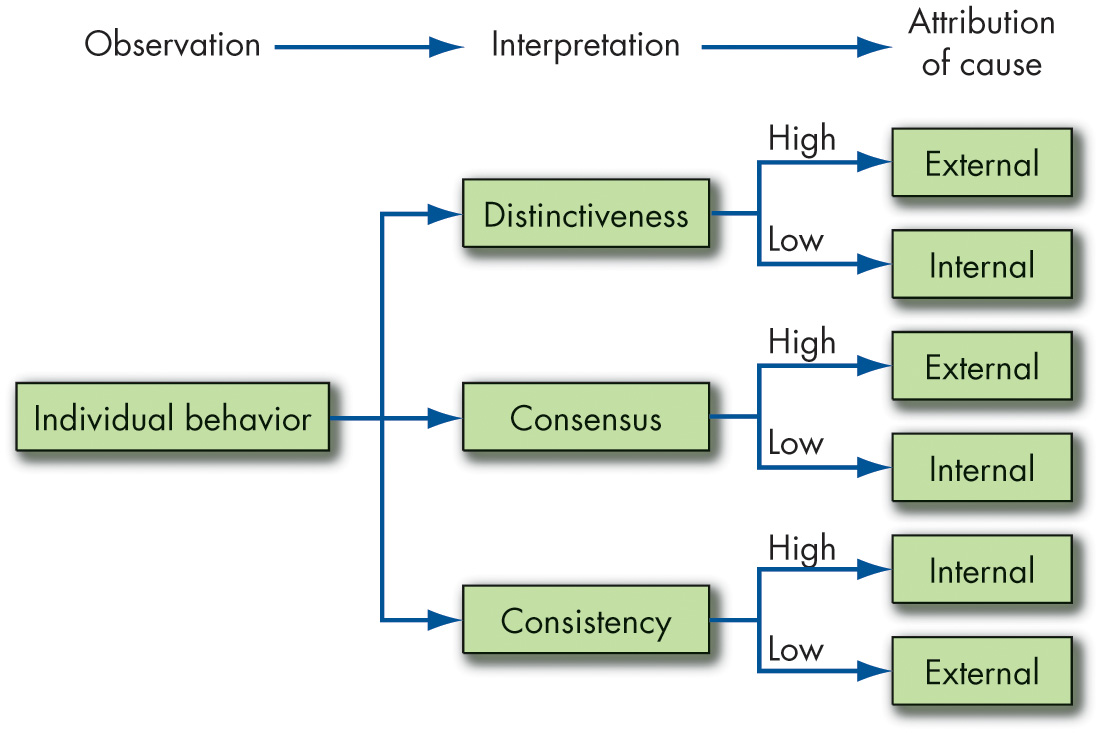 Observation
Interpretation
Attribution
of cause
High
External
Distinctiveness
Low
Internal
High
External
Individual behavior
Consensus
Low
Internal
High
Internal
Consistency
Low
External